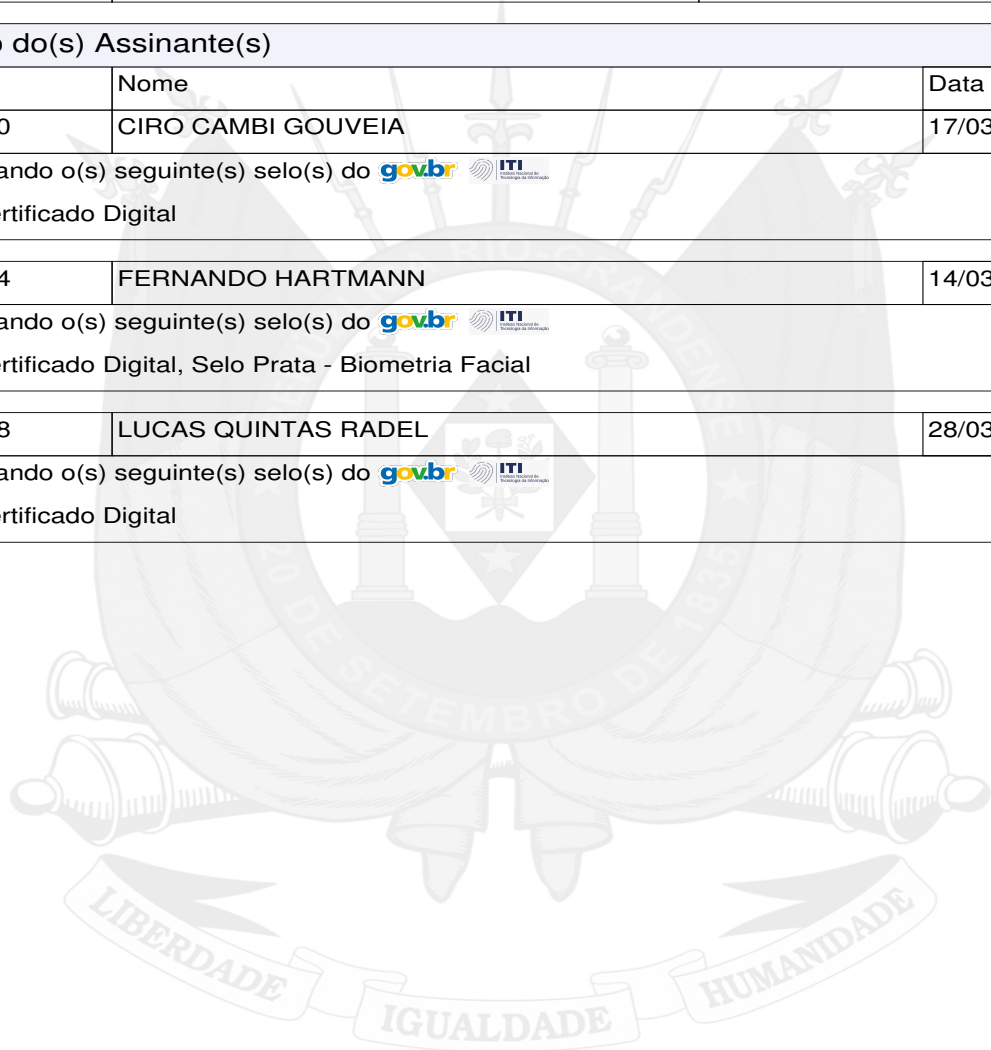 do(s) Assinante(s)
Nome Data
0 CIRO CAMBI GOUVEIA 17/03
ando o(s) seguinte(s) selo(s) do gov.br ITI
rtificado Digital
4 FERNANDO HARTMANN 14/03
ando o(s) seguinte(s) selo(s) do gov.br ITI
rtificado Digital, Selo Prata - Biometria Facial
8 LUCAS QUINTAS RADEL 28/03
ando o(s) seguinte(s) selo(s) do gov.br ITI
rtificado Digital
RIO-GRANDENSE
20 DE SETEMBRO DE 1835
LIBERDADE IGUALDADE HUMANIDADE